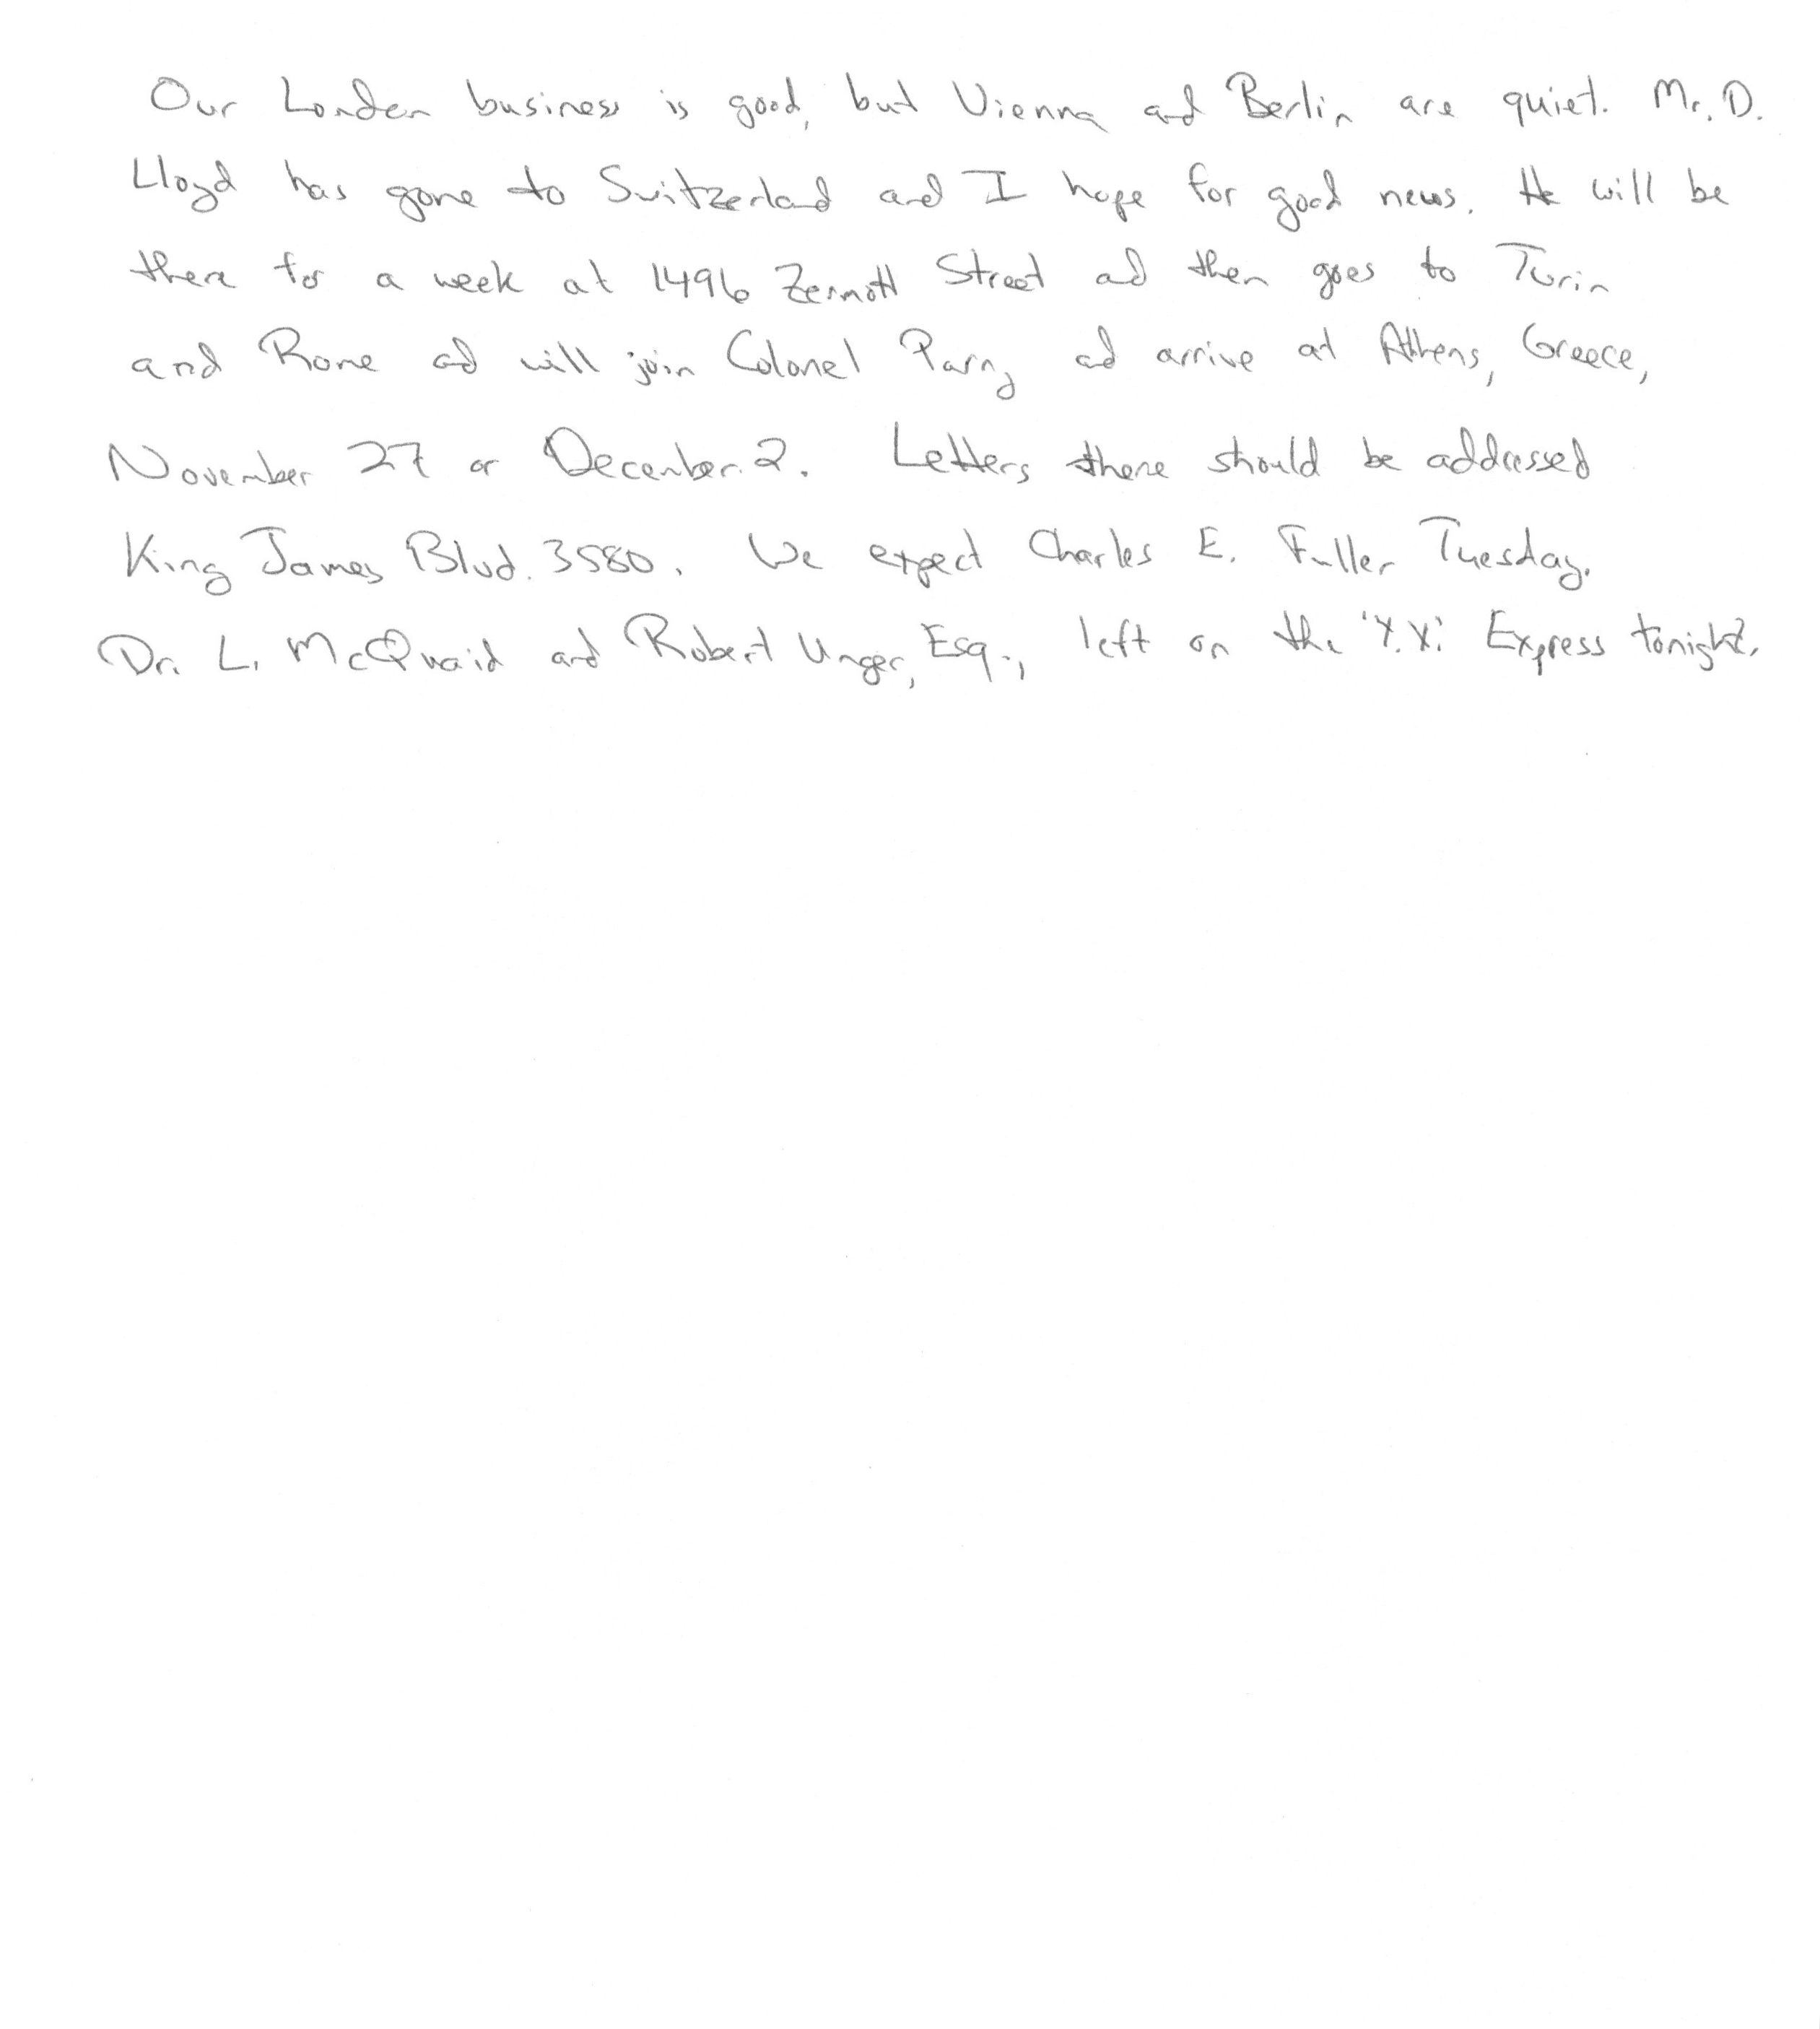 Our London business is good, but Vienna and Berlin are quiet. Mr. D.
Lloyd has gone to Switzerland and I hope for good news. He will be
there for a week at 1496 Zermott Street and then goes to Turin
and Rome and will join Colonel Parry and arrive at Athens, Greece,
November 27 or December 2. Letters there should be addressed
King James Blvd. 3580. We expect Charles E. Fuller Tuesday.
Dr. L. McQuaid and Robert Unger, Esq., left on the 'Y.X.' Express tonight.